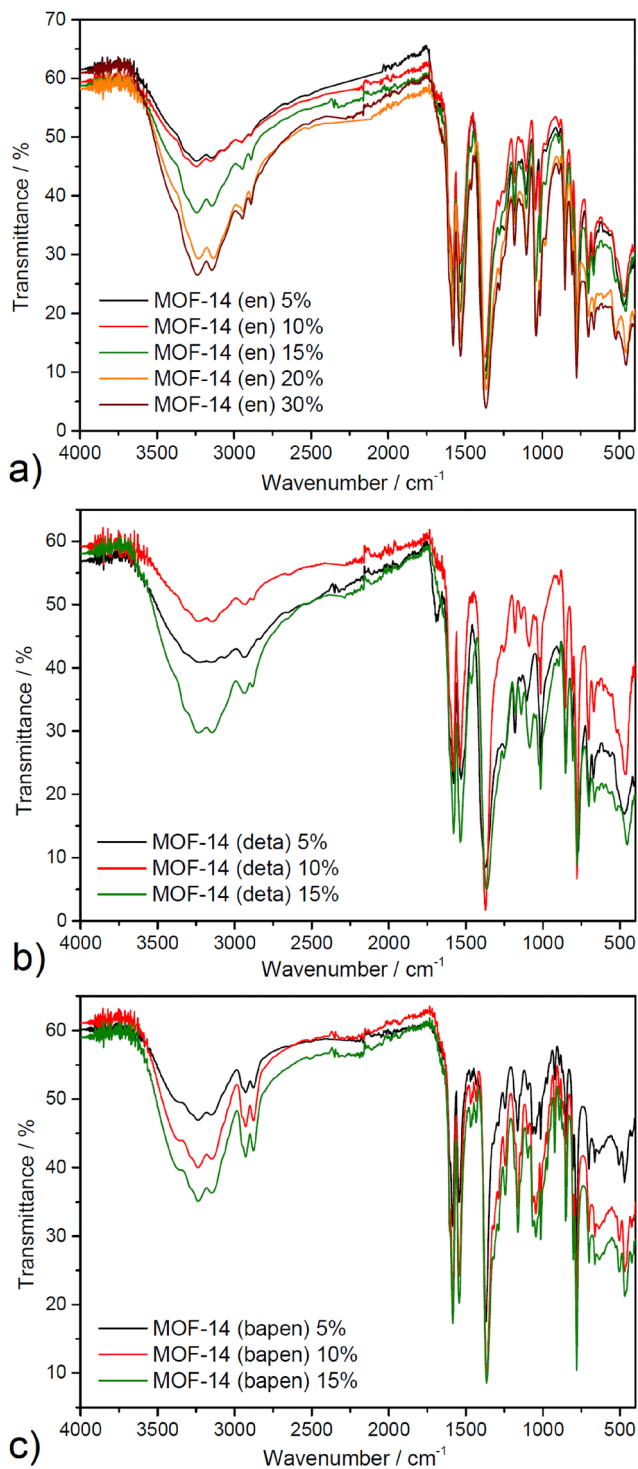 70
60
50
40
30
20
10
0
Transmittance / %
MOF-14 (en) 5%
MOF-14 (en) 10%
MOF-14 (en) 15%
MOF-14 (en) 20%
MOF-14 (en) 30%
4000 3500 3000 2500 2000 1500 1000 500
Wavenumber / cm⁻¹
a)
60
50
40
30
20
10
0
Transmittance / %
MOF-14 (deta) 5%
MOF-14 (deta) 10%
MOF-14 (deta) 15%
4000 3500 3000 2500 2000 1500 1000 500
Wavenumber / cm⁻¹
b)
60
50
40
30
20
10
Transmittance / %
MOF-14 (bapen) 5%
MOF-14 (bapen) 10%
MOF-14 (bapen) 15%
4000 3500 3000 2500 2000 1500 1000 500
Wavenumber / cm⁻¹
c)